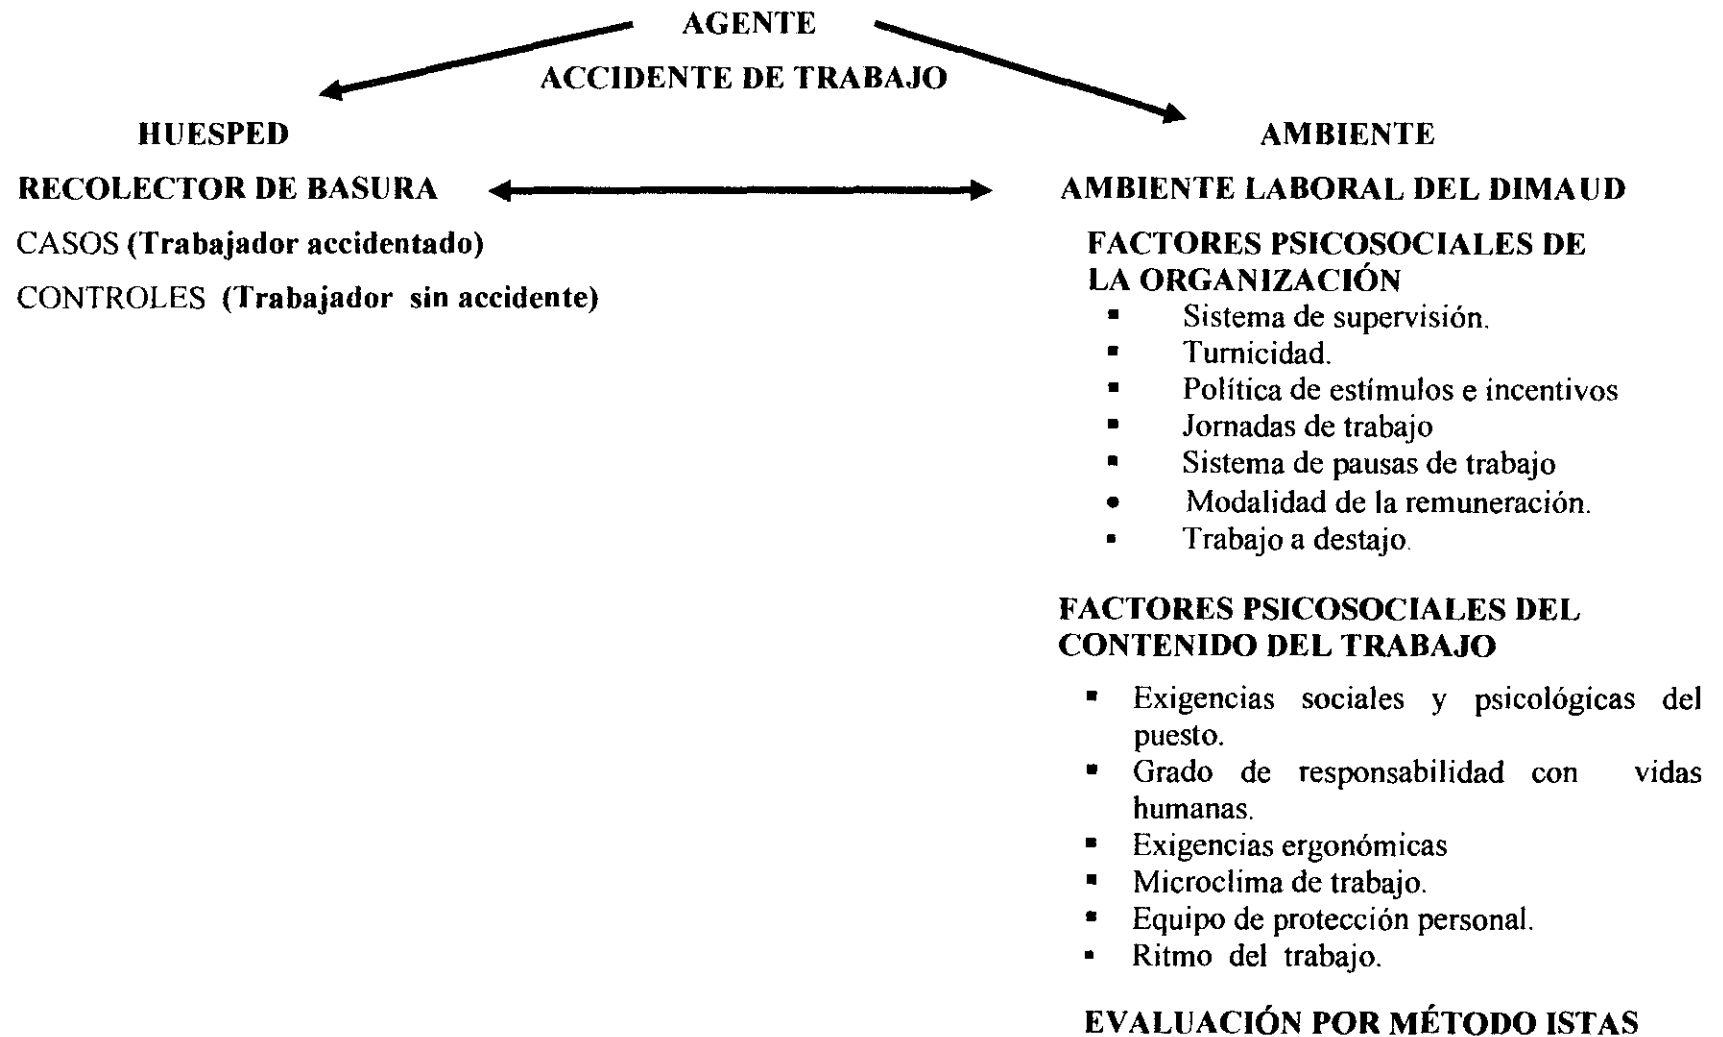 AGENTE
ACCIDENTE DE TRABAJO
HUESPED
RECOLECTOR DE BASURA
CASOS (Trabajador accidentado)
CONTROLES (Trabajador sin accidente)
AMBIENTE
AMBIENTE LABORAL DEL DIMAUD
FACTORES PSICOSOCIALES DE
LA ORGANIZACIÓN
▪ Sistema de supervisión.
▪ Turnicidad.
▪ Política de estímulos e incentivos
▪ Jornadas de trabajo
▪ Sistema de pausas de trabajo
• Modalidad de la remuneración.
▪ Trabajo a destajo.
FACTORES PSICOSOCIALES DEL
CONTENIDO DEL TRABAJO
▪ Exigencias sociales y psicológicas del
puesto.
▪ Grado de responsabilidad con vidas
humanas.
▪ Exigencias ergonómicas
▪ Microclima de trabajo.
▪ Equipo de protección personal.
▪ Ritmo del trabajo.
EVALUACIÓN POR MÉTODO ISTAS